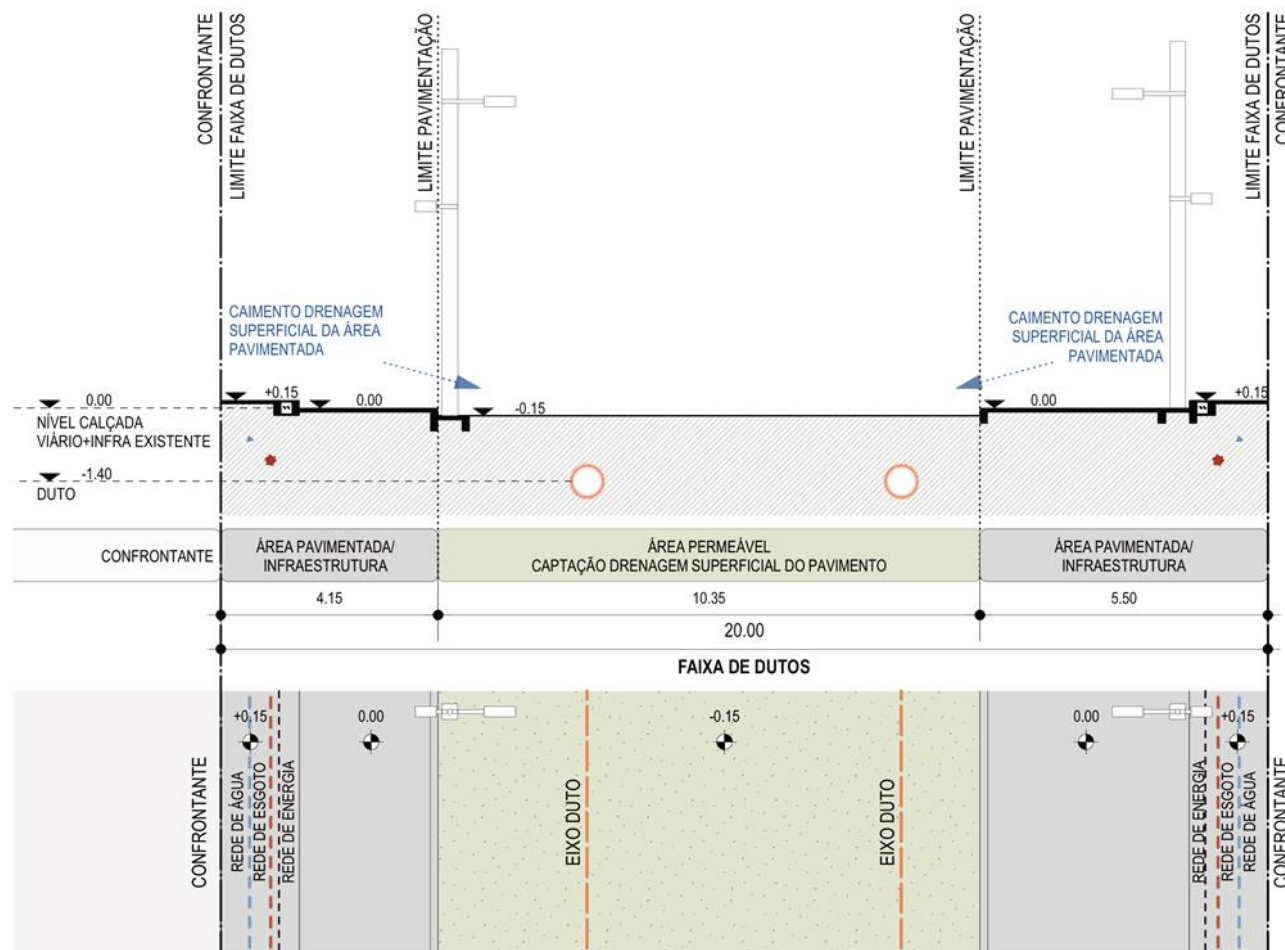 CONFRONTANTE
LIMITE FAIXA DE DUTOS
LIMITE PAVIMENTAÇÃO
LIMITE PAVIMENTAÇÃO
LIMITE FAIXA DE DUTOS
CONFRONTANTE
CAIMENTO DRENAGEM
SUPERFICIAL DA ÁREA
PAVIMENTADA
CAIMENTO DRENAGEM
SUPERFICIAL DA ÁREA
PAVIMENTADA
0.00
+0.15
0.00
-0.15
0.00
+0.15
NÍVEL CALÇADA
VIÁRIO+INFRA EXISTENTE
-1.40
DUTO
CONFRONTANTE
ÁREA PAVIMENTADA/
INFRAESTRUTURA
ÁREA PERMEÁVEL
CAPTAÇÃO DRENAGEM SUPERFICIAL DO PAVIMENTO
ÁREA PAVIMENTADA/
INFRAESTRUTURA
4.15
10.35
5.50
20.00
FAIXA DE DUTOS
+0.15
0.00
-0.15
0.00
+0.15
CONFRONTANTE
REDE DE ÁGUA
REDE DE ESGOTO
REDE DE ENERGIA
EIXO DUTO
EIXO DUTO
REDE DE ENERGIA
REDE DE ESGOTO
REDE DE ÁGUA
CONFRONTANTE